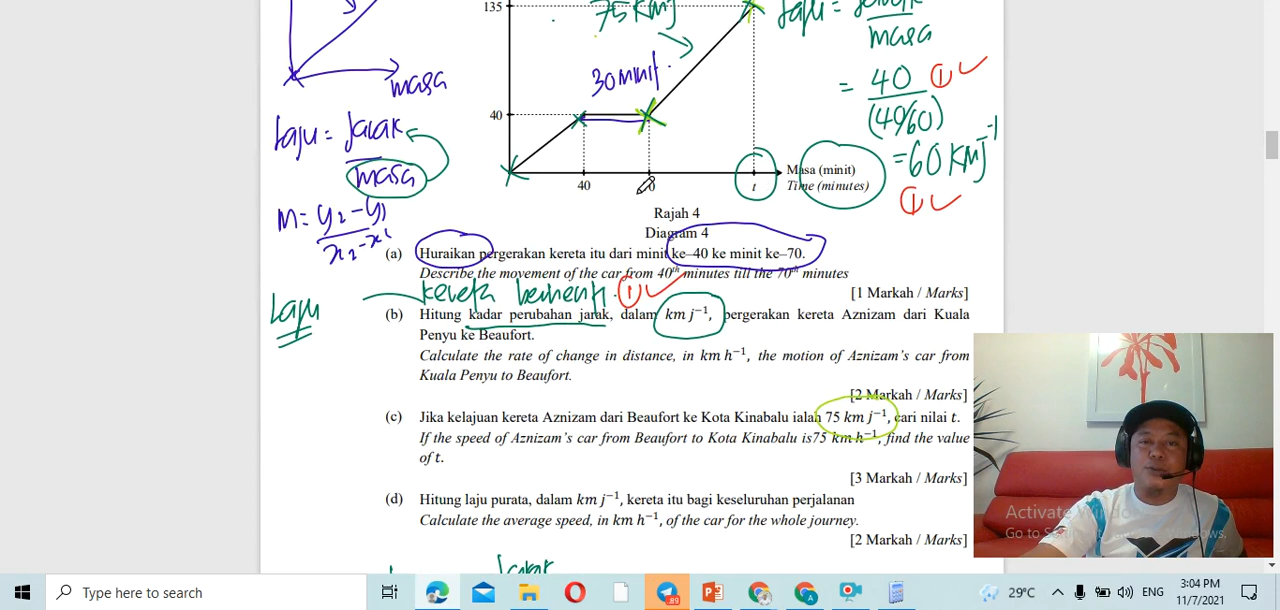 135
75 KMj
masa
30 minit
= 40 ① ✓
(40/60)
= 60 KMj⁻¹
① ✓
masa
40
Laju = Jarak
masa
Masa (minit)
Time (minutes)
40
t
M = y₂ - y₁
x₂ - x¹
Rajah 4
Diagram 4
(a) Huraikan pergerakan kereta itu dari minit ke–40 ke minit ke–70.
Describe the movement of the car from 40th minutes till the 70th minutes
kereta berhenti. ① ✓
[1 Markah / Marks]
Laju
(b) Hitung kadar perubahan jarak, dalam km j⁻¹, pergerakan kereta Aznizam dari Kuala
Penyu ke Beaufort.
Calculate the rate of change in distance, in km h⁻¹, the motion of Aznizam's car from
Kuala Penyu to Beaufort.
[2 Markah / Marks]
(c) Jika kelajuan kereta Aznizam dari Beaufort ke Kota Kinabalu ialah 75 km j⁻¹, cari nilai t.
If the speed of Aznizam's car from Beaufort to Kota Kinabalu is75 km h⁻¹, find the value
of t.
[3 Markah / Marks]
(d) Hitung laju purata, dalam km j⁻¹, kereta itu bagi keseluruhan perjalanan
Calculate the average speed, in km h⁻¹, of the car for the whole journey.
[2 Markah / Marks]
Activate
Go to
Type here to search
89
29°C
ENG
3:04 PM
11/7/2021